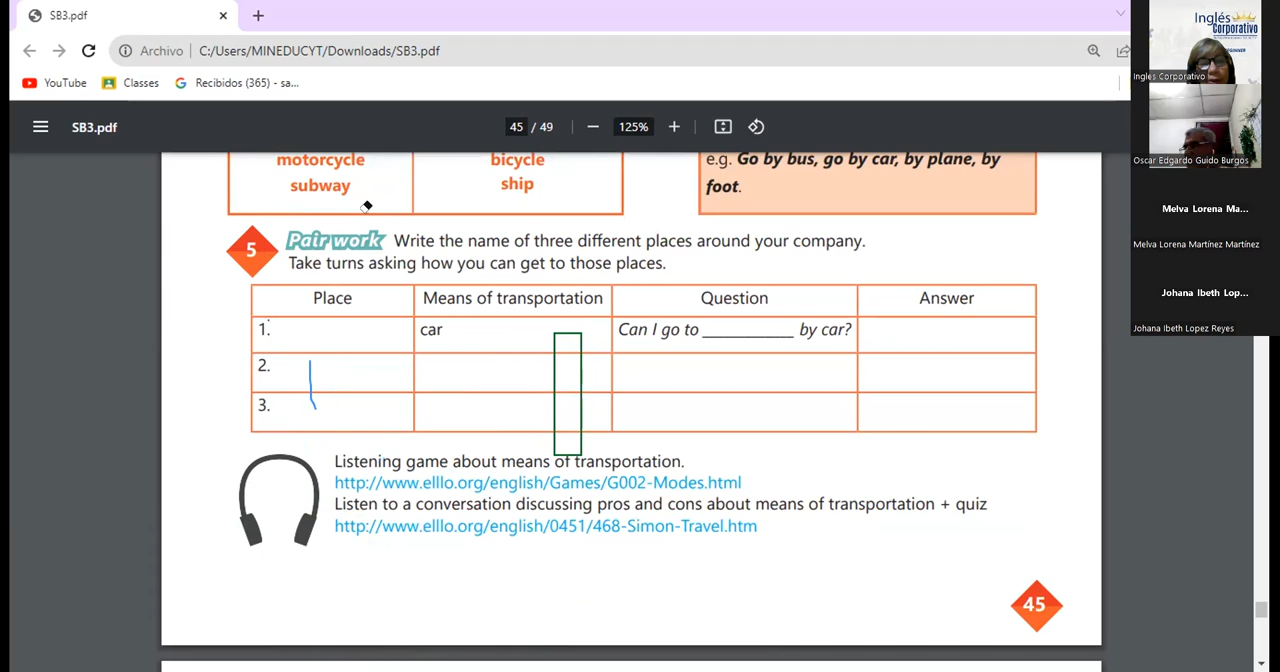 SB3.pdf
Archivo C:/Users/MINEDUCYT/Downloads/SB3.pdf
YouTube Classes Recibidos (365) - sa...
SB3.pdf 45 / 49 125%
Inglés
Corporativo
Ingles Corporativo
Oscar Edgardo Guido Burgos
Melva Lorena Ma...
Melva Lorena Martínez Martínez
Johana Ibeth Lop...
Johana Ibeth Lopez Reyes
motorcycle bicycle
subway ship
e.g. Go by bus, go by car, by plane, by
foot.
5 Pair work Write the name of three different places around your company.
Take turns asking how you can get to those places.
Place Means of transportation Question Answer
1. car Can I go to __________ by car?
2.
3.
Listening game about means of transportation.
http://www.elllo.org/english/Games/G002-Modes.html
Listen to a conversation discussing pros and cons about means of transportation + quiz
http://www.elllo.org/english/0451/468-Simon-Travel.htm
45